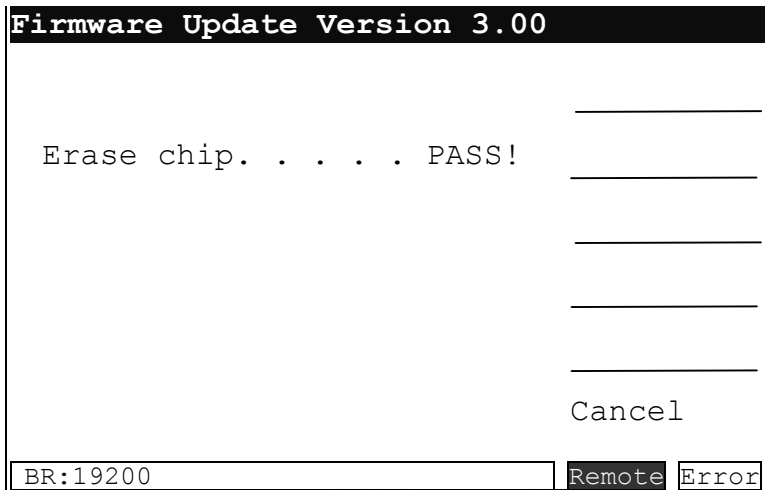 Firmware Update Version 3.00
Erase chip. . . . . PASS!
Cancel
BR:19200 Remote Error